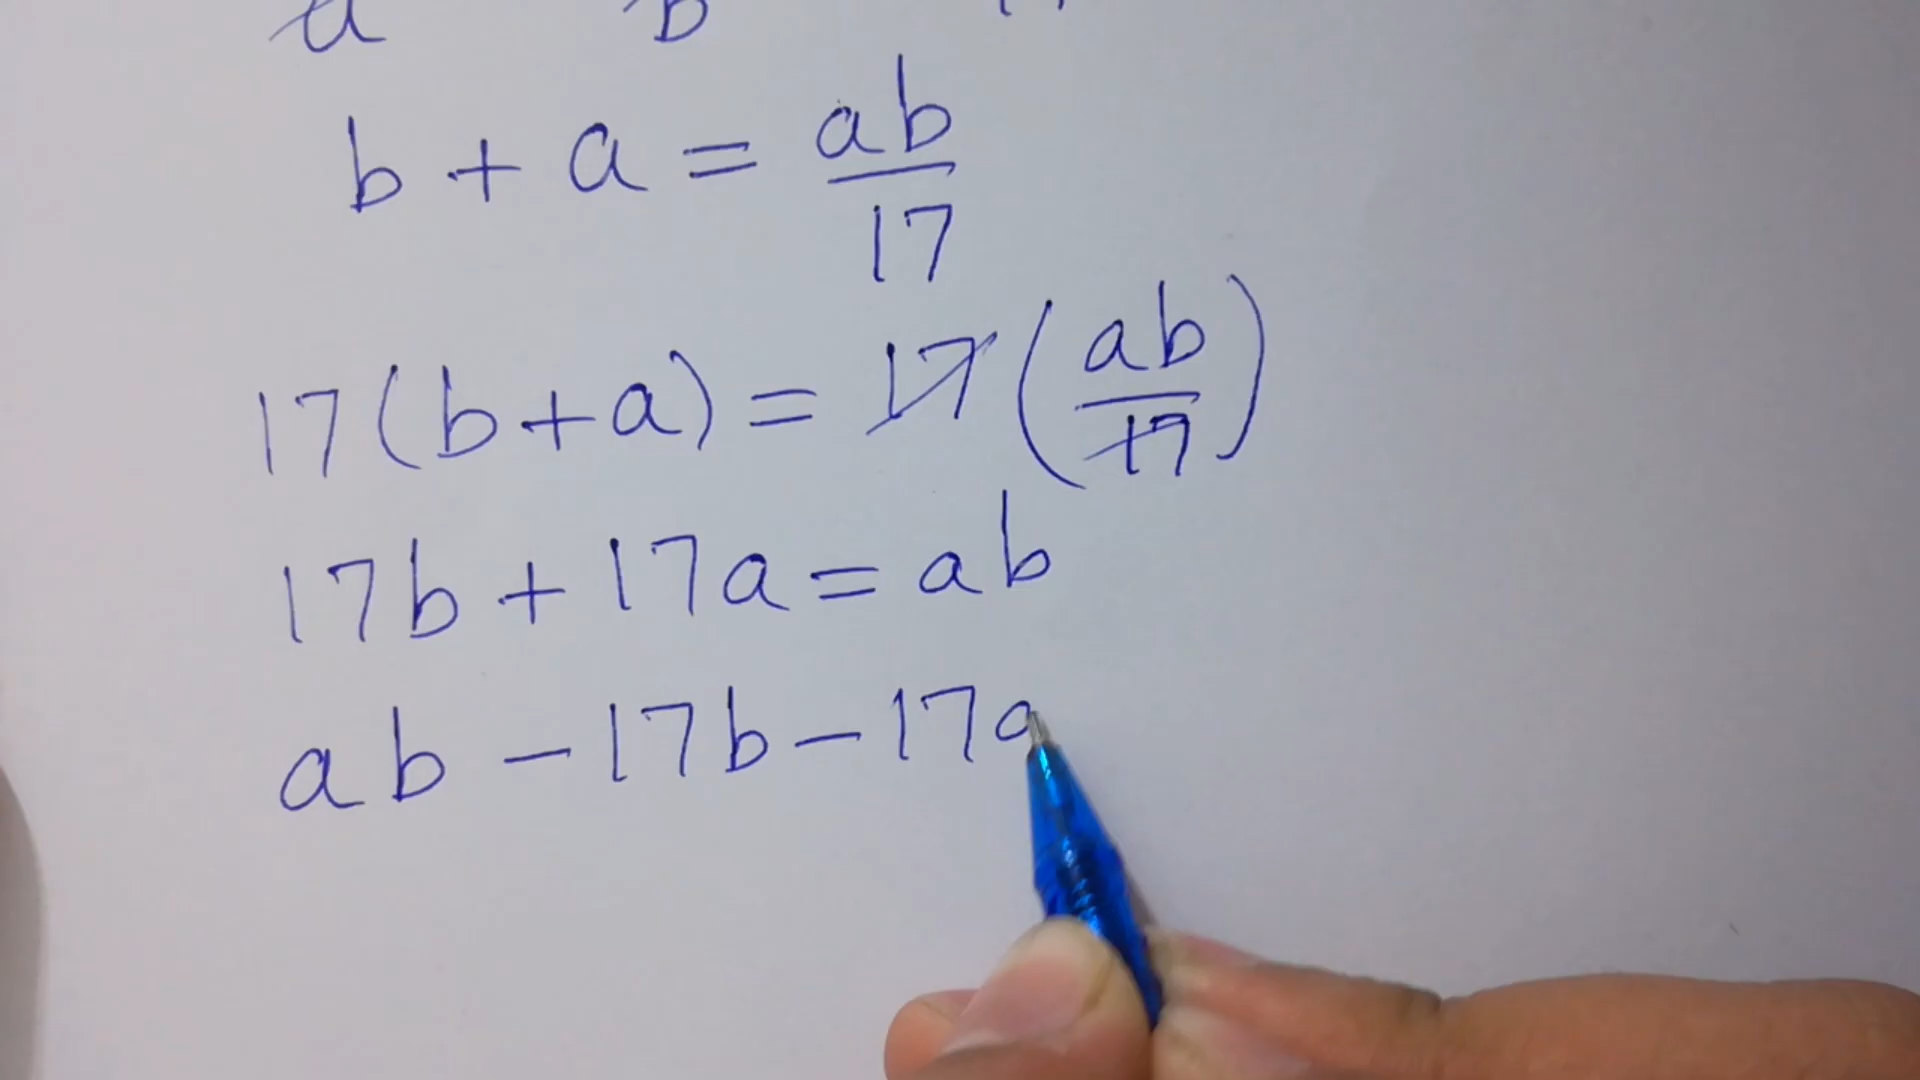 a b
b + a = ab/17
17(b+a) = 17(ab/17)
17b + 17a = ab
ab - 17b - 17a